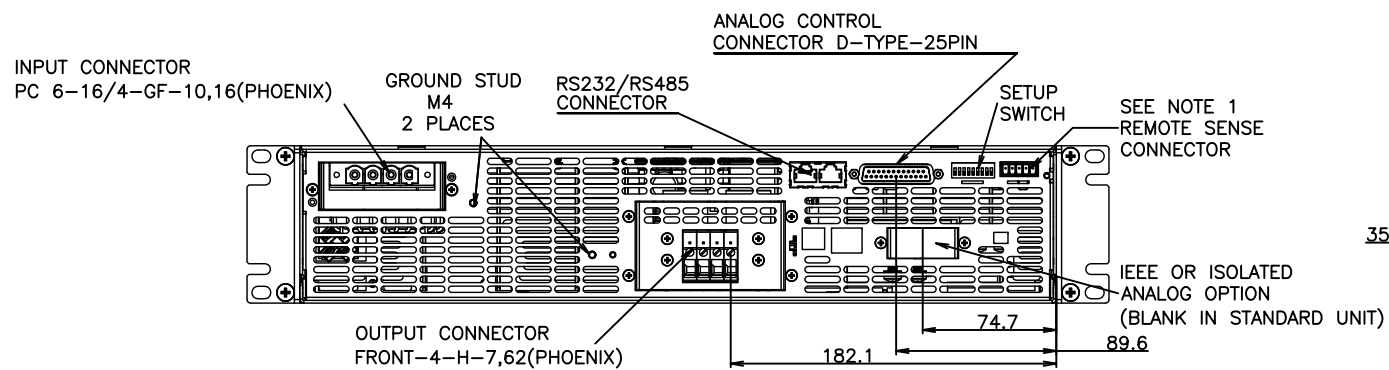 ANALOG CONTROL
CONNECTOR D-TYPE-25PIN
INPUT CONNECTOR
PC 6-16/4-GF-10,16(PHOENIX)
GROUND STUD
M4
2 PLACES
RS232/RS485
CONNECTOR
SETUP
SWITCH
SEE NOTE 1
REMOTE SENSE
CONNECTOR
35
IEEE OR ISOLATED
ANALOG OPTION
(BLANK IN STANDARD UNIT)
OUTPUT CONNECTOR
FRONT-4-H-7,62(PHOENIX)
74.7
89.6
182.1